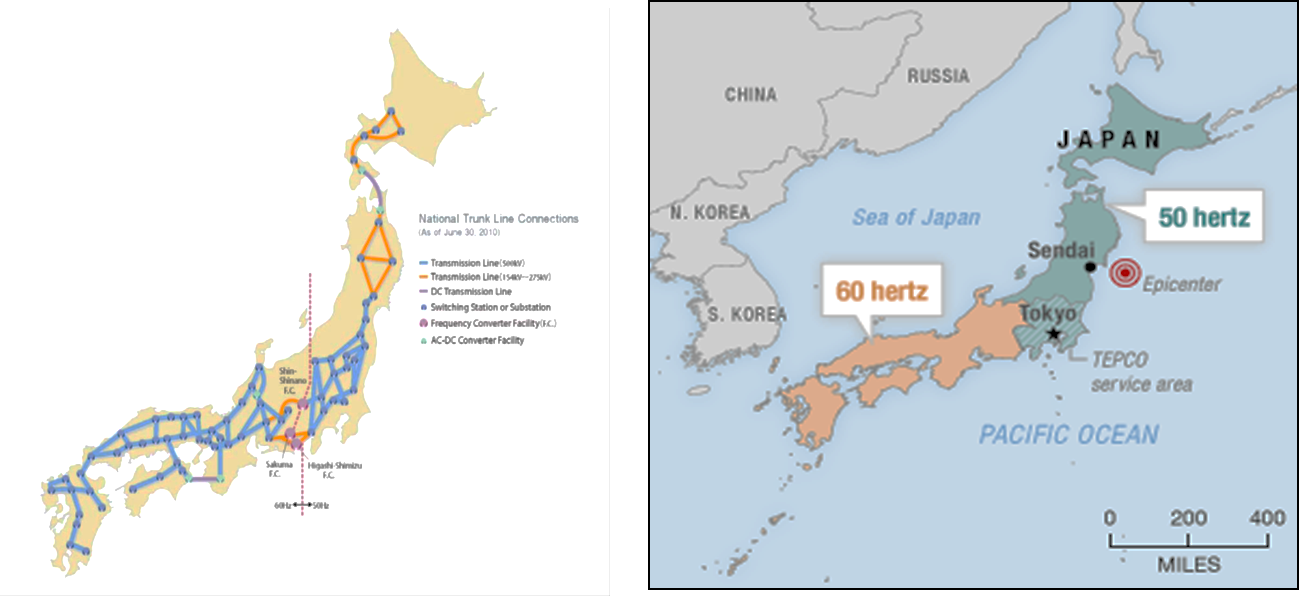 National Trunk Line Connections
(As of June 30, 2010)
Transmission Line(500kV)
Transmission Line(154kV—275kV)
DC Transmission Line
Switching Station or Substation
Frequency Converter Facility(F.C.)
AC-DC Converter Facility
Shin-
Shinano
F.C.
Sakuma
F.C.
Higashi-Shimizu
F.C.
60Hz
50Hz
CHINA
RUSSIA
JAPAN
N. KOREA
Sea of Japan
50 hertz
Sendai
Epicenter
60 hertz
S. KOREA
Tokyo
TEPCO
service area
PACIFIC OCEAN
0 200 400
MILES